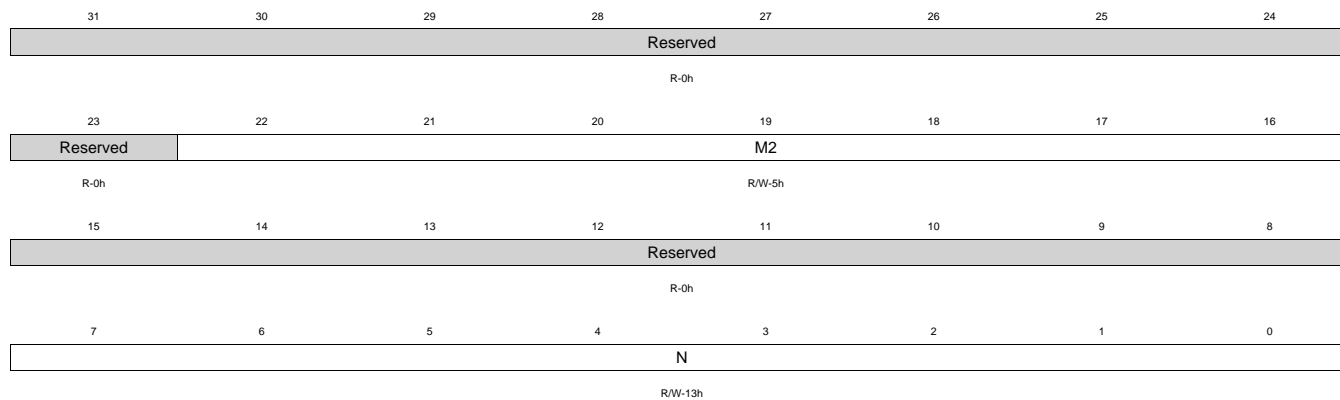 31 30 29 28 27 26 25 24
Reserved
R-0h
23 22 21 20 19 18 17 16
Reserved M2
R-0h R/W-5h
15 14 13 12 11 10 9 8
Reserved
R-0h
7 6 5 4 3 2 1 0
N
R/W-13h